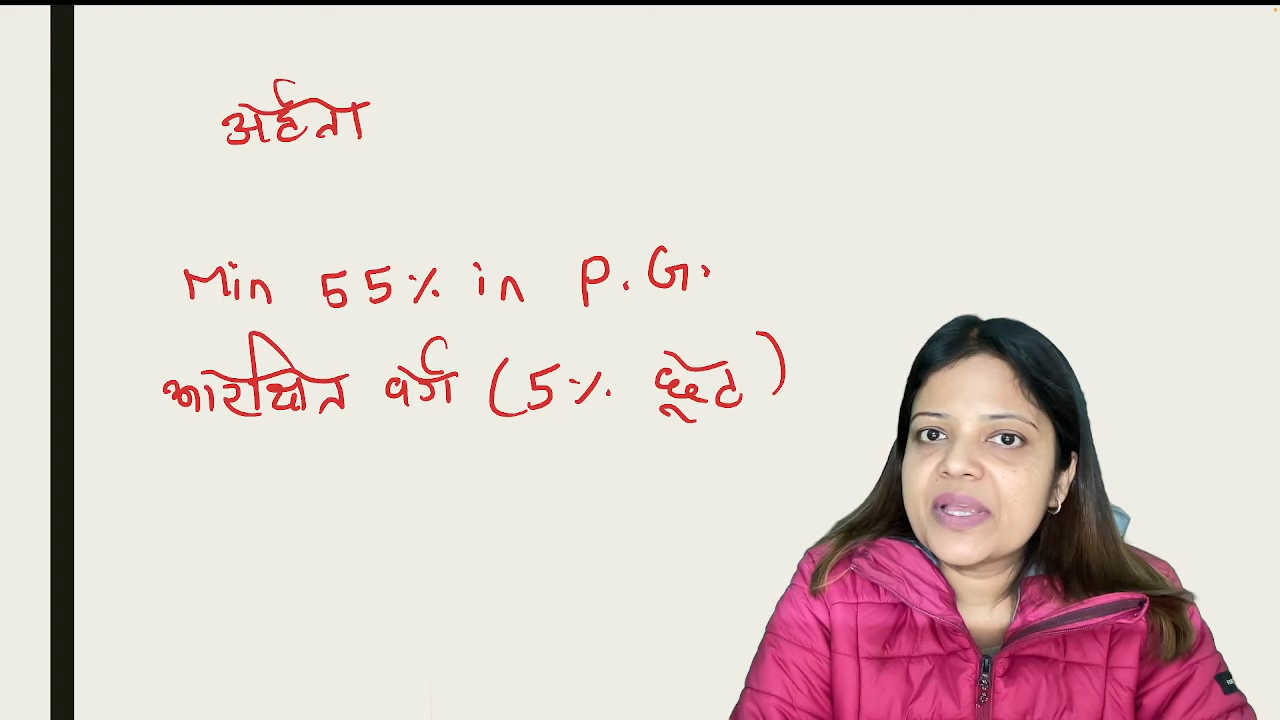 अर्हता
Min 55% in P.G.
आरक्षित वर्ग (5% छूट)